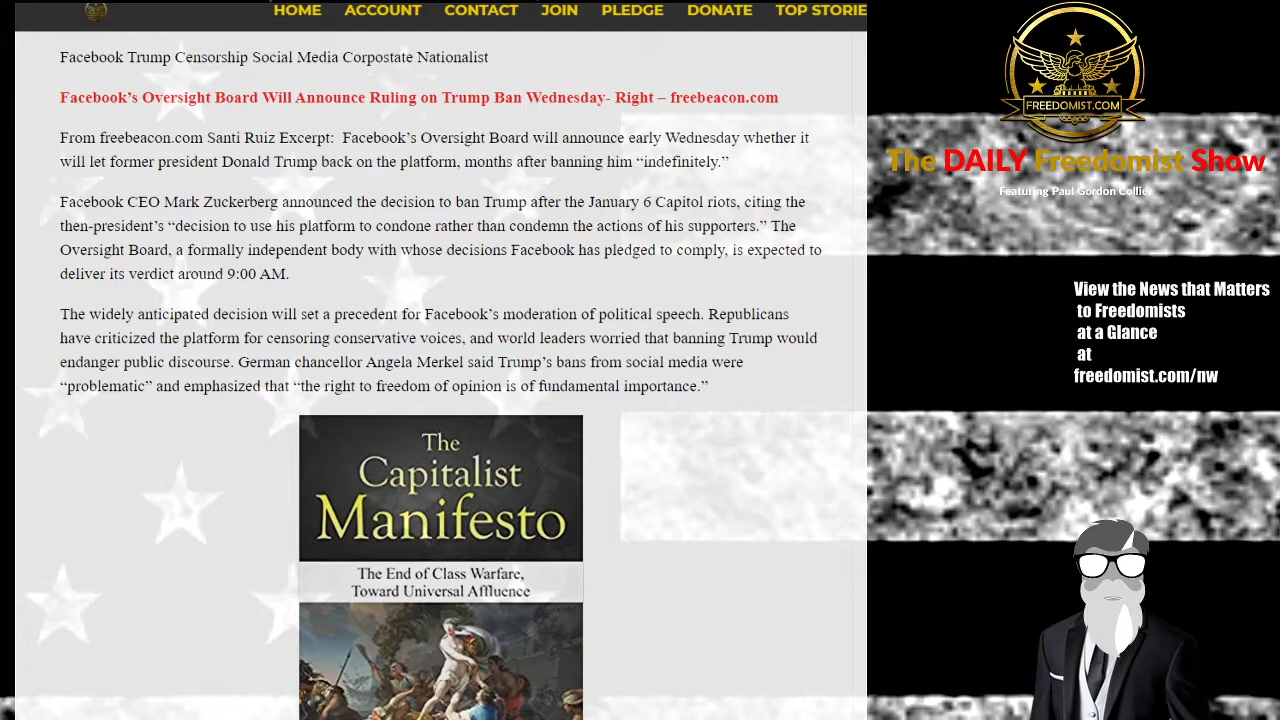 HOME ACCOUNT CONTACT JOIN PLEDGE DONATE TOP STORIE
Facebook Trump Censorship Social Media Corpostate Nationalist
Facebook's Oversight Board Will Announce Ruling on Trump Ban Wednesday- Right – freebeacon.com
From freebeacon.com Santi Ruiz Excerpt: Facebook's Oversight Board will announce early Wednesday whether it
will let former president Donald Trump back on the platform, months after banning him “indefinitely.”
Facebook CEO Mark Zuckerberg announced the decision to ban Trump after the January 6 Capitol riots, citing the
then-president's “decision to use his platform to condone rather than condemn the actions of his supporters.” The
Oversight Board, a formally independent body with whose decisions Facebook has pledged to comply, is expected to
deliver its verdict around 9:00 AM.
The widely anticipated decision will set a precedent for Facebook's moderation of political speech. Republicans
have criticized the platform for censoring conservative voices, and world leaders worried that banning Trump would
endanger public discourse. German chancellor Angela Merkel said Trump's bans from social media were
“problematic” and emphasized that “the right to freedom of opinion is of fundamental importance.”
The
Capitalist
Manifesto
The End of Class Warfare,
Toward Universal Affluence
FREEDOMIST.COM
The DAILY Freedomist Show
Featuring Paul Gordon Collier
View the News that Matters
to Freedomists
at a Glance
at
freedomist.com/nw